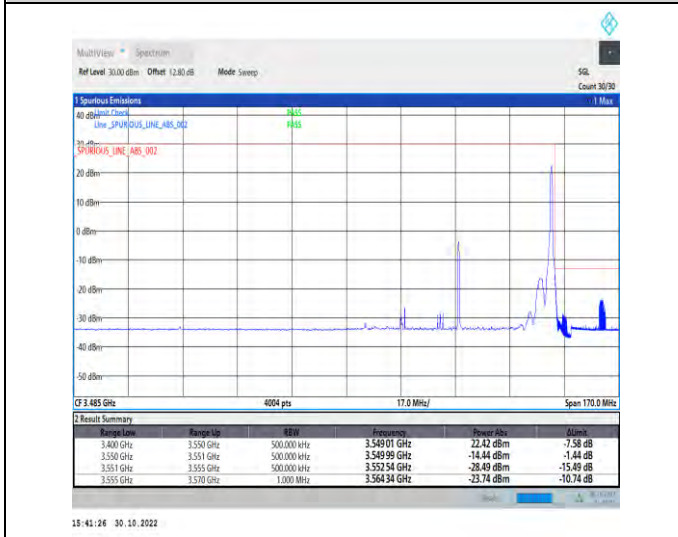 MultiView Spectrum
Ref Level 30.00 dBm Offset 12.80 dB Mode Sweep SGL
Count 30/30
1 Spurious Emissions 1 Max
40 dBm Limit Check PASS
Line _SPURIOUS_LINE_ABS_002 PASS
30 dBm
_SPURIOUS_LINE_ABS_002
20 dBm
10 dBm
0 dBm
-10 dBm
-20 dBm
-30 dBm
-40 dBm
-50 dBm
CF 3.485 GHz 4004 pts 17.0 MHz/ Span 170.0 MHz
2 Result Summary
Range Low Range Up RBW Frequency Power Abs ΔLimit
3.400 GHz 3.550 GHz 500.000 kHz 3.549 01 GHz 22.42 dBm -7.58 dB
3.550 GHz 3.551 GHz 500.000 kHz 3.549 99 GHz -14.44 dBm -1.44 dB
3.551 GHz 3.555 GHz 500.000 kHz 3.552 54 GHz -28.49 dBm -15.49 dB
3.555 GHz 3.570 GHz 1.000 MHz 3.564 34 GHz -23.74 dBm -10.74 dB
15:41:26 30.10.2022